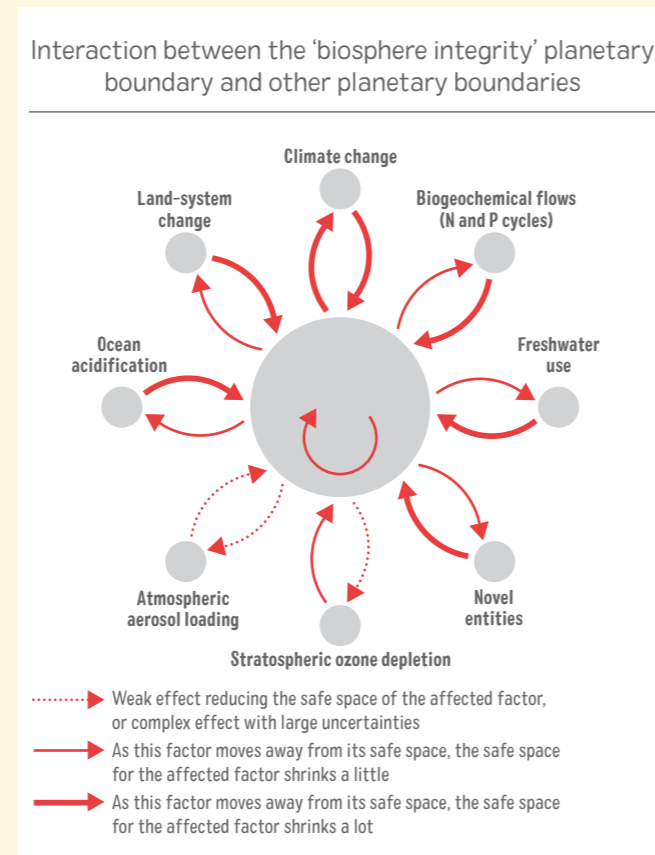 Interaction between the ‘biosphere integrity’ planetary
boundary and other planetary boundaries
Climate change
Land-system
change
Biogeochemical flows
(N and P cycles)
Ocean
acidification
Freshwater
use
Atmospheric
aerosol loading
Novel
entities
Stratospheric ozone depletion
Weak effect reducing the safe space of the affected factor,
or complex effect with large uncertainties
As this factor moves away from its safe space, the safe space
for the affected factor shrinks a little
As this factor moves away from its safe space, the safe space
for the affected factor shrinks a lot